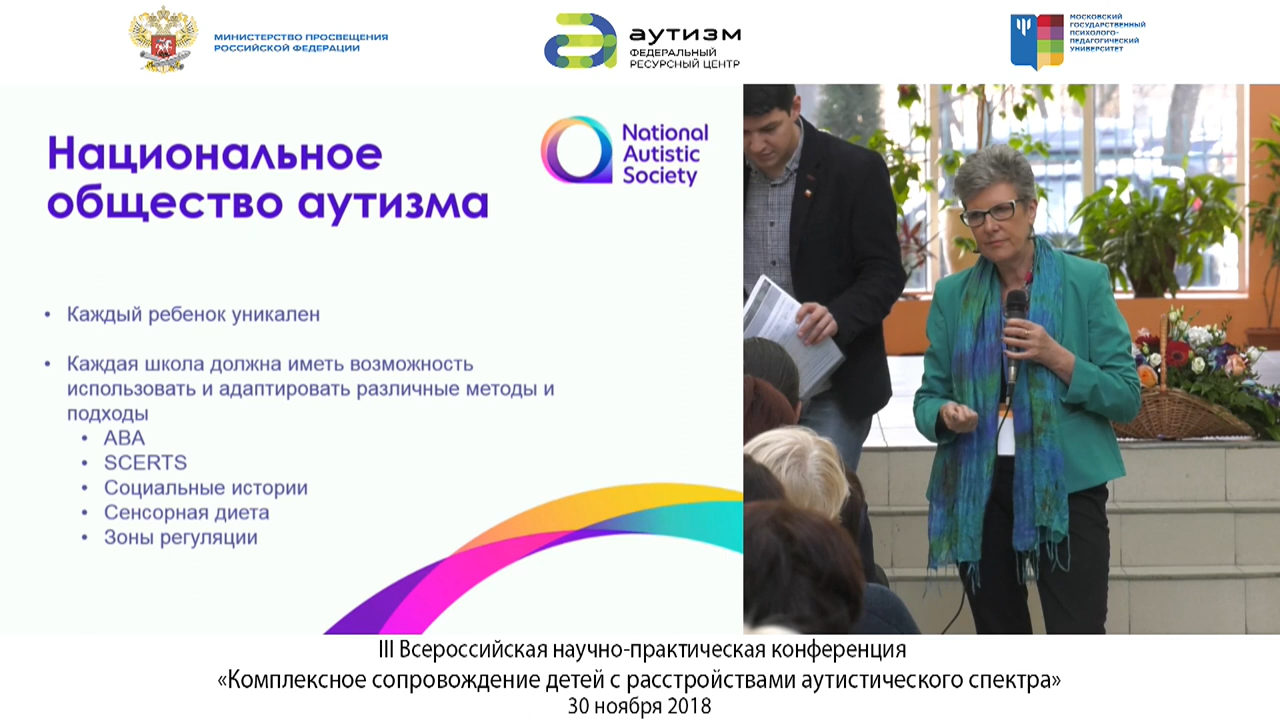 МИНИСТЕРСТВО ПРОСВЕЩЕНИЯ
РОССИЙСКОЙ ФЕДЕРАЦИИ
аутизм
ФЕДЕРАЛЬНЫЙ
РЕСУРСНЫЙ ЦЕНТР
МОСКОВСКИЙ
ГОСУДАРСТВЕННЫЙ
ПСИХОЛОГО-
ПЕДАГОГИЧЕСКИЙ
УНИВЕРСИТЕТ
Национальное
общество аутизма
National
Autistic
Society
• Каждый ребенок уникален
• Каждая школа должна иметь возможность
использовать и адаптировать различные методы и
подходы
• ABA
• SCERTS
• Социальные истории
• Сенсорная диета
• Зоны регуляции
III Всероссийская научно-практическая конференция
«Комплексное сопровождение детей с расстройствами аутистического спектра»
30 ноября 2018